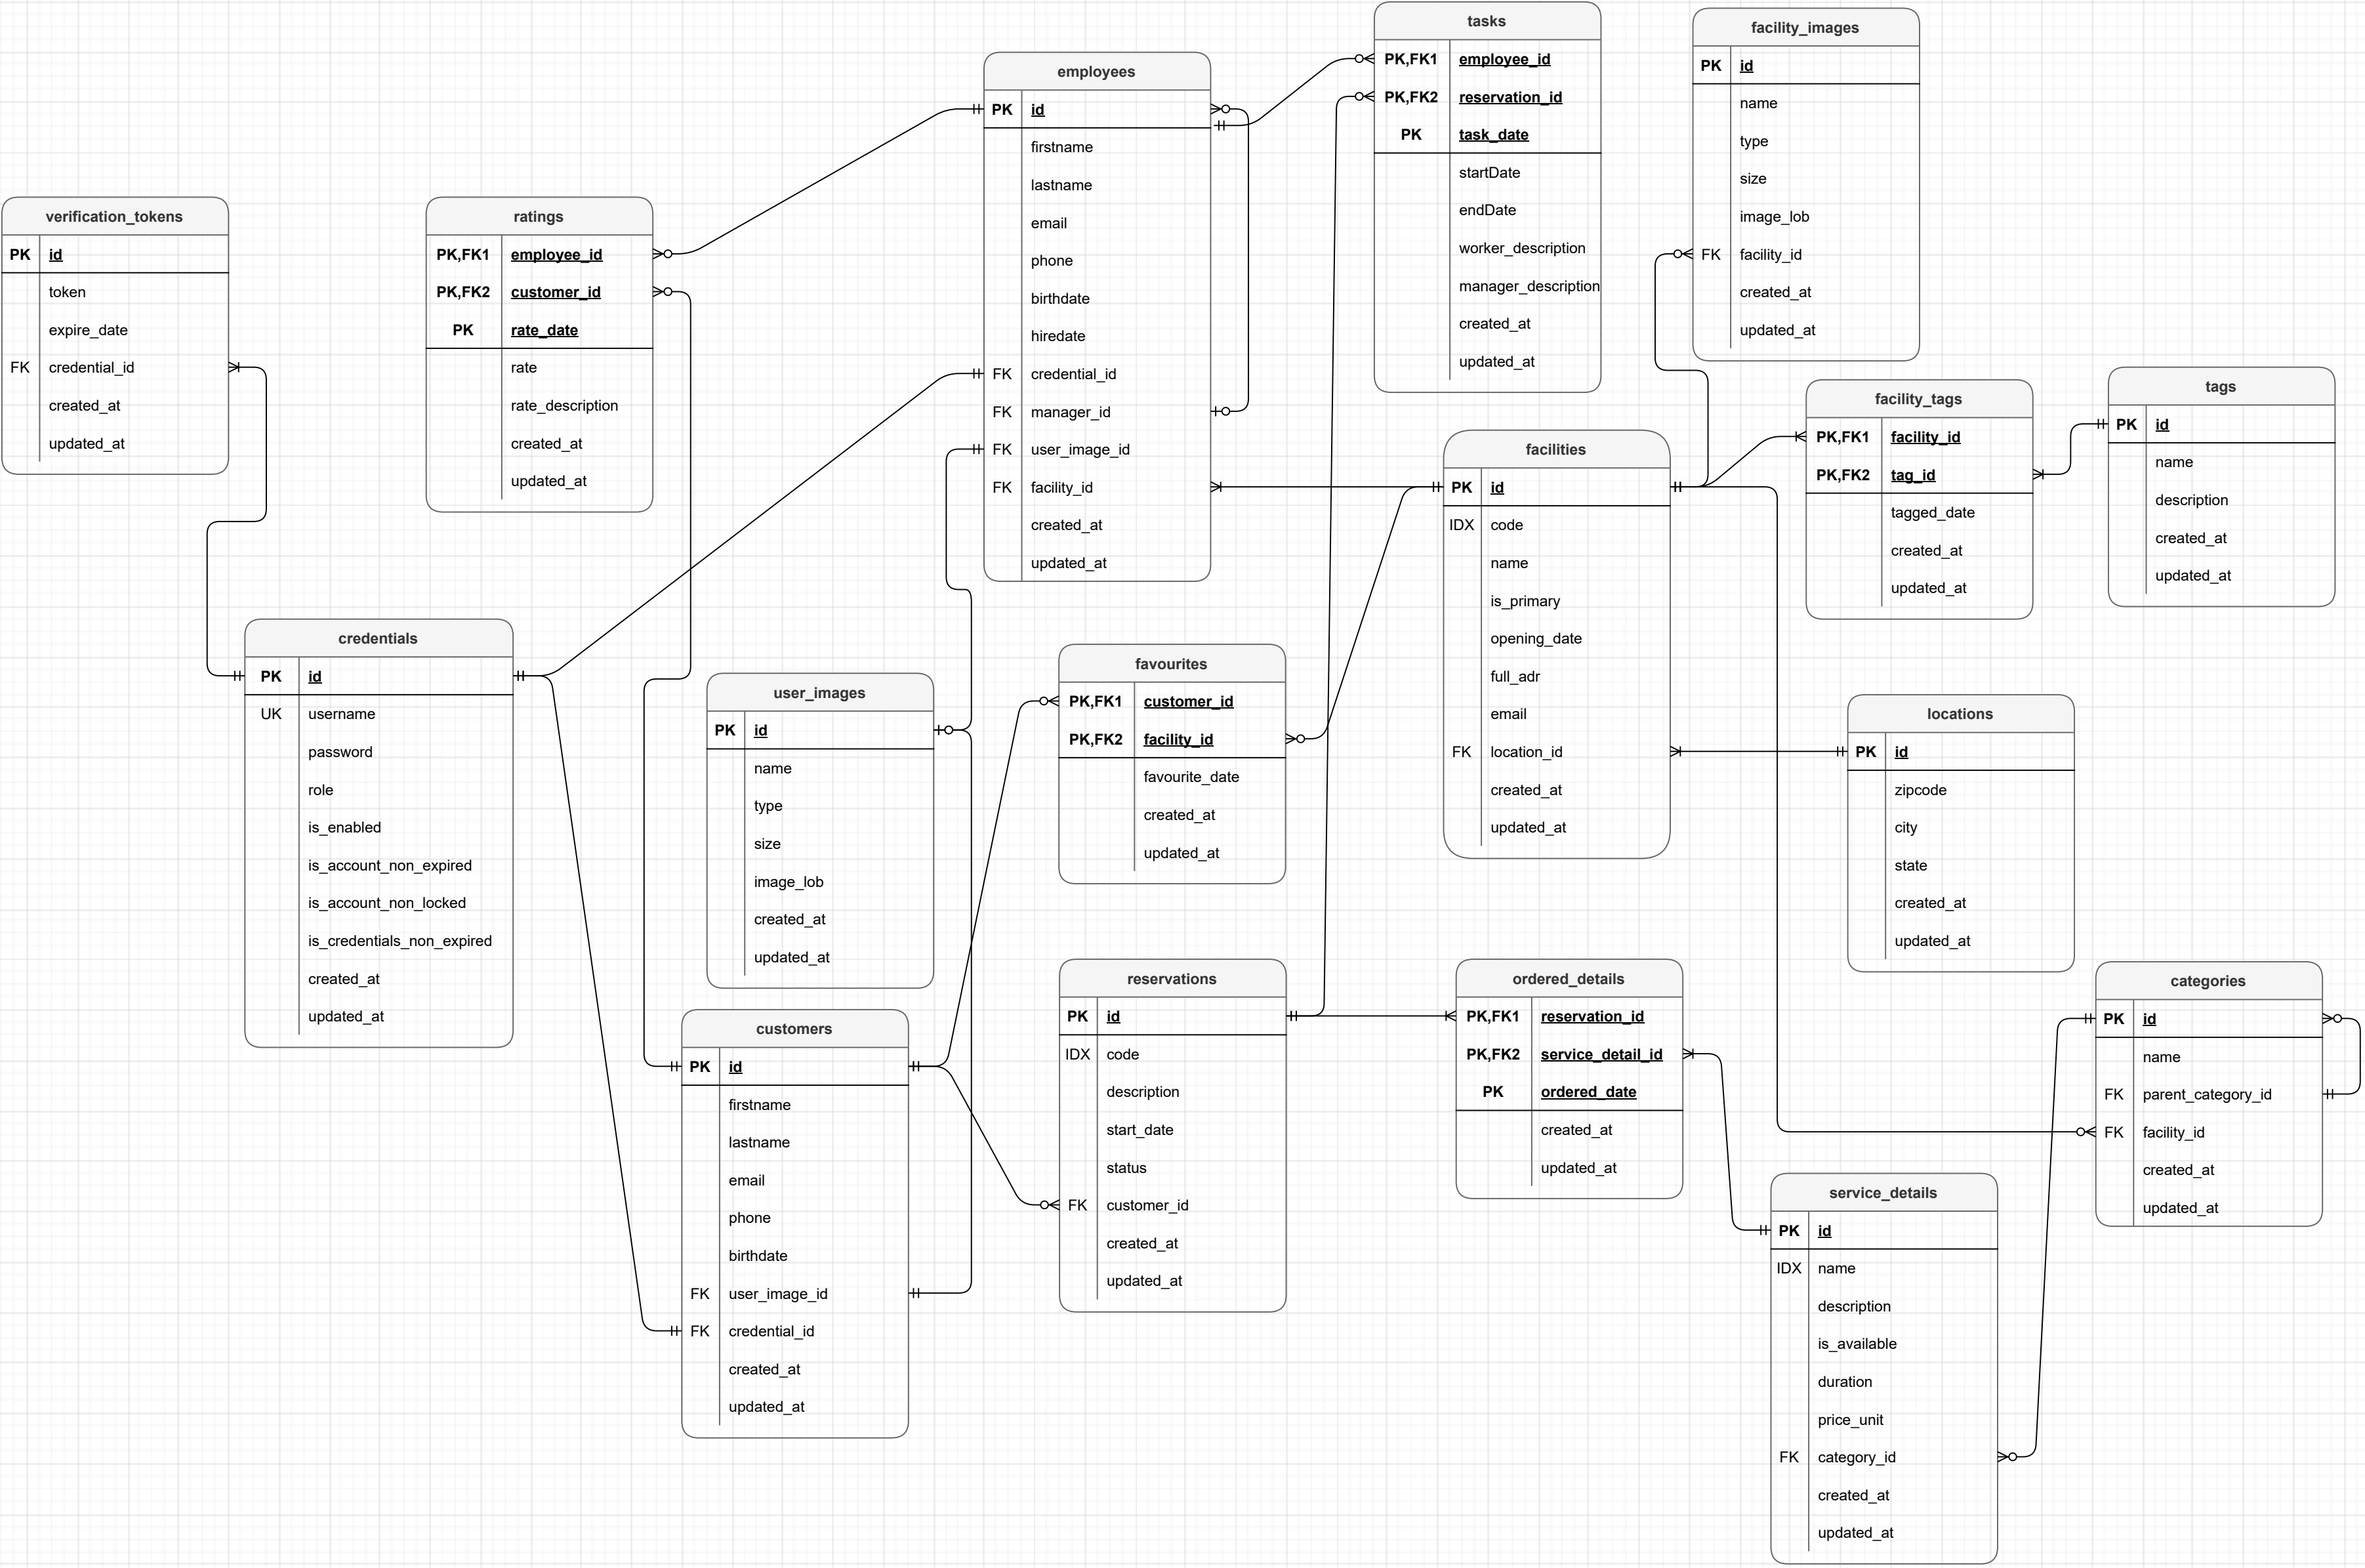 tasks
PK,FK1 employee_id
PK,FK2 reservation_id
PK task_date
startDate
endDate
worker_description
manager_description
created_at
updated_at
facility_images
PK id
name
type
size
image_lob
FK facility_id
created_at
updated_at
employees
PK id
firstname
lastname
email
phone
birthdate
hiredate
FK credential_id
FK manager_id
FK user_image_id
FK facility_id
created_at
updated_at
verification_tokens
PK id
token
expire_date
FK credential_id
created_at
updated_at
ratings
PK,FK1 employee_id
PK,FK2 customer_id
PK rate_date
rate
rate_description
created_at
updated_at
facilities
PK id
IDX code
name
is_primary
opening_date
full_adr
email
FK location_id
created_at
updated_at
facility_tags
PK,FK1 facility_id
PK,FK2 tag_id
tagged_date
created_at
updated_at
tags
PK id
name
description
created_at
updated_at
credentials
PK id
UK username
password
role
is_enabled
is_account_non_expired
is_account_non_locked
is_credentials_non_expired
created_at
updated_at
user_images
PK id
name
type
size
image_lob
created_at
updated_at
favourites
PK,FK1 customer_id
PK,FK2 facility_id
favourite_date
created_at
updated_at
locations
PK id
zipcode
city
state
created_at
updated_at
customers
PK id
firstname
lastname
email
phone
birthdate
FK user_image_id
FK credential_id
created_at
updated_at
reservations
PK id
IDX code
description
start_date
status
FK customer_id
created_at
updated_at
ordered_details
PK,FK1 reservation_id
PK,FK2 service_detail_id
PK ordered_date
created_at
updated_at
categories
PK id
name
FK parent_category_id
FK facility_id
created_at
updated_at
service_details
PK id
IDX name
description
is_available
duration
price_unit
FK category_id
created_at
updated_at